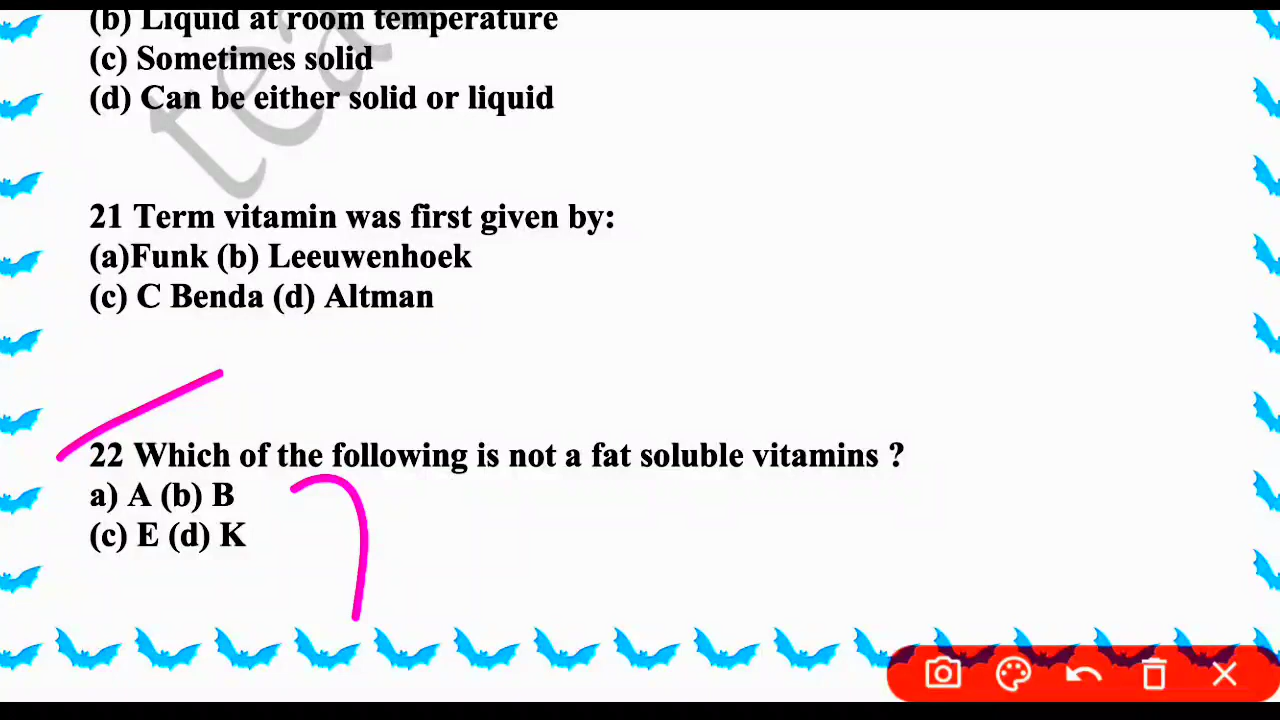 (b) Liquid at room temperature
(c) Sometimes solid
(d) Can be either solid or liquid
tea
21 Term vitamin was first given by:
(a)Funk (b) Leeuwenhoek
(c) C Benda (d) Altman
22 Which of the following is not a fat soluble vitamins ?
a) A (b) B
(c) E (d) K